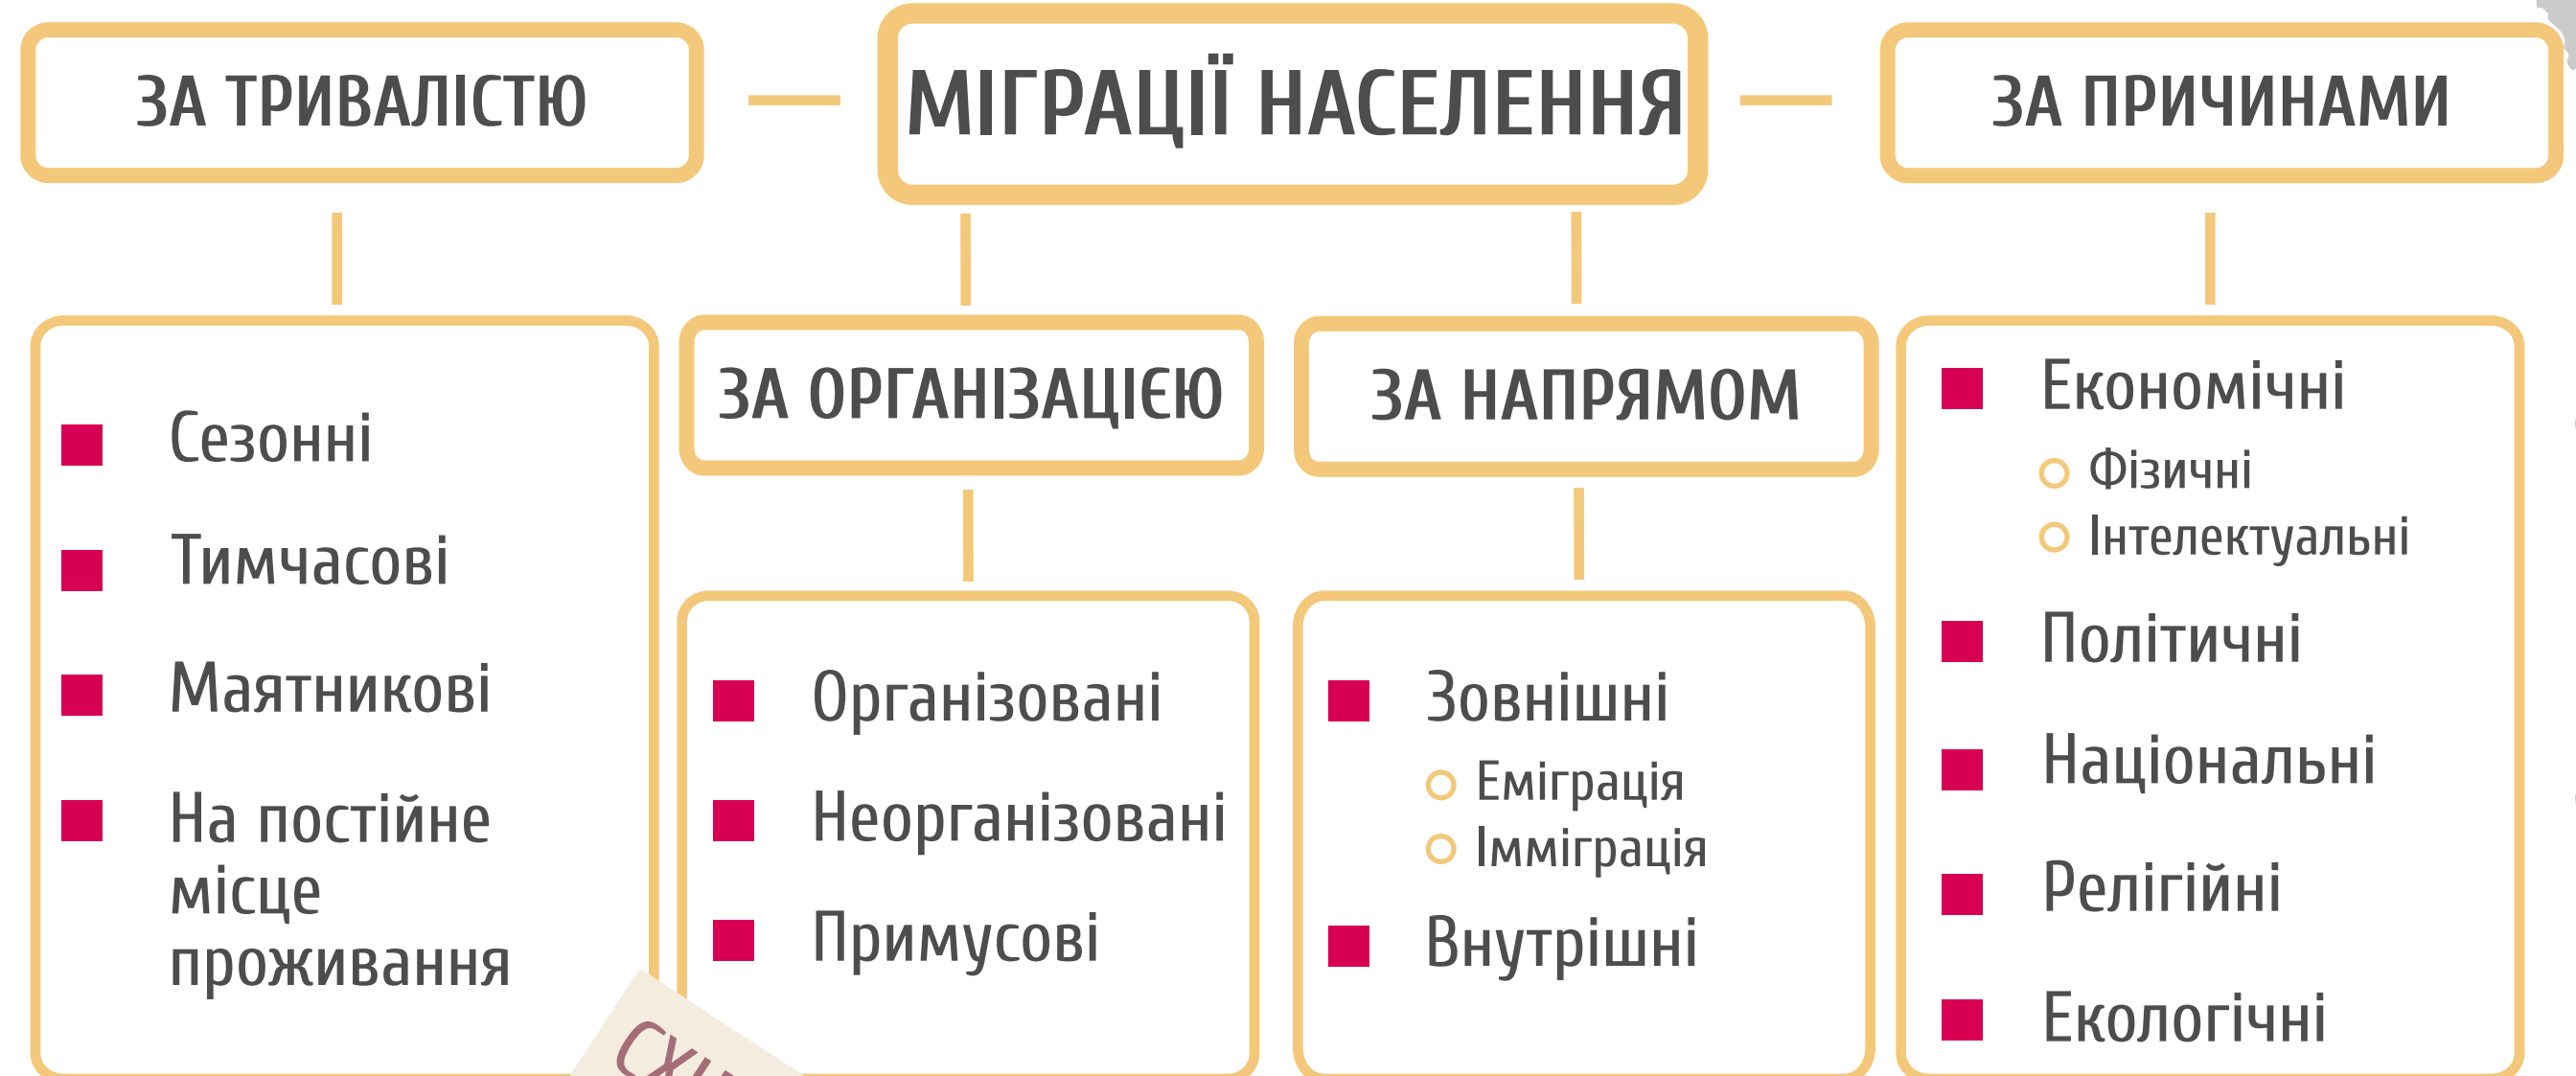 ЗА ТРИВАЛІСТЮ
МІГРАЦІЇ НАСЕЛЕННЯ
ЗА ПРИЧИНАМИ
Сезонні
Тимчасові
Маятникові
На постійне
місце
проживання
ЗА ОРГАНІЗАЦІЄЮ
Організовані
Неорганізовані
Примусові
ЗА НАПРЯМОМ
Зовнішні
Еміграція
Імміграція
Внутрішні
Економічні
Фізичні
Інтелектуальні
Політичні
Національні
Релігійні
Екологічні